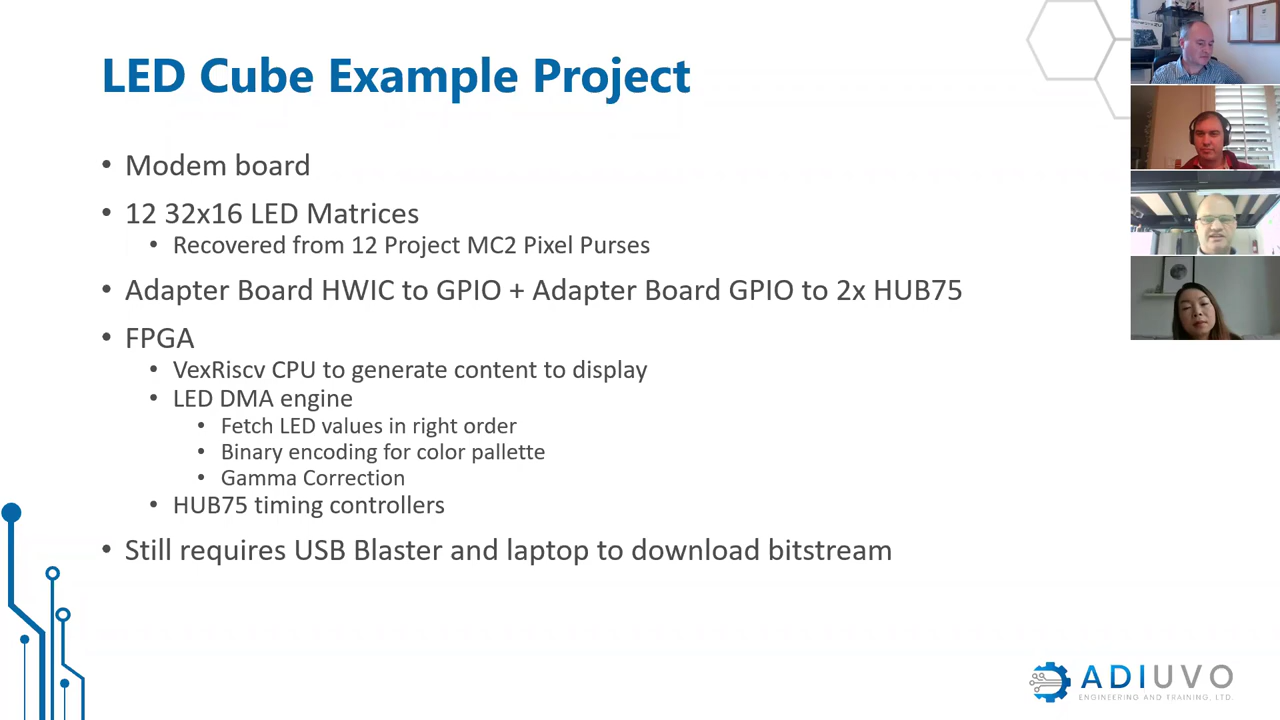 LED Cube Example Project
• Modem board
• 12 32x16 LED Matrices
• Recovered from 12 Project MC2 Pixel Purses
• Adapter Board HWIC to GPIO + Adapter Board GPIO to 2x HUB75
• FPGA
• VexRiscv CPU to generate content to display
• LED DMA engine
• Fetch LED values in right order
• Binary encoding for color pallette
• Gamma Correction
• HUB75 timing controllers
• Still requires USB Blaster and laptop to download bitstream
ADIUVO
ENGINEERING AND TRAINING, LTD.